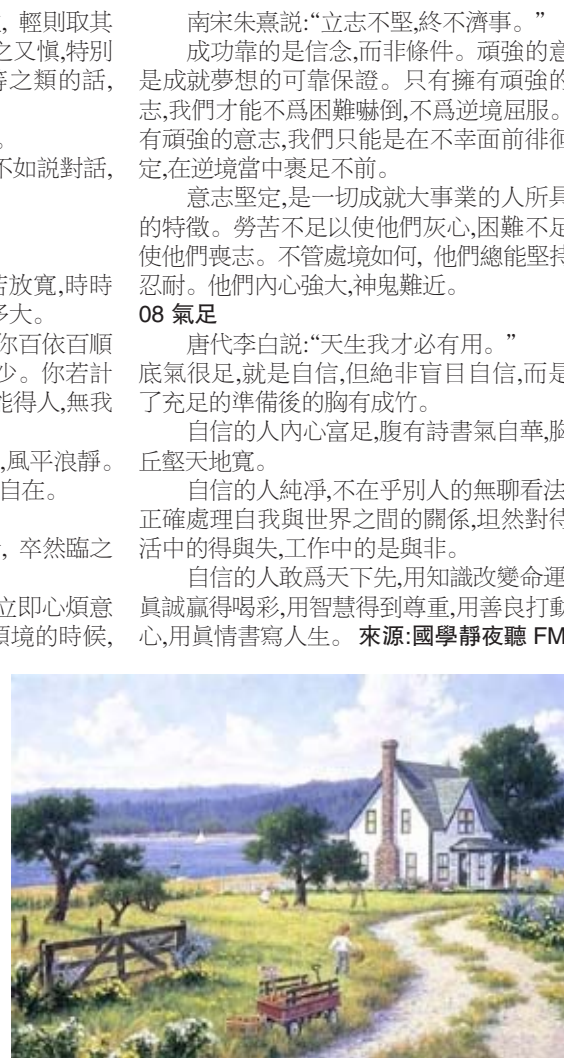 輕則取其
之又愼,特別
等之類的話,
。
不如説對話,
若放寬,時時
多大。
你百依百順
少。你若計
能得人,無我
,風平浪靜。
自在。
, 卒然臨之
立即心煩意
順境的時候,
南宋朱熹説:“立志不堅,終不濟事。”
成功靠的是信念,而非條件。頑強的意
是成就夢想的可靠保證。只有擁有頑強的
志,我們才能不爲困難嚇倒,不爲逆境屈服。
有頑強的意志,我們只能是在不幸面前徘徊
定,在逆境當中裹足不前。
意志堅定,是一切成就大事業的人所具
的特徵。勞苦不足以使他們灰心,困難不足
使他們喪志。不管處境如何, 他們總能堅持
忍耐。他們內心強大,神鬼難近。
08 氣足
唐代李白説:“天生我才必有用。”
底氣很足,就是自信,但絶非盲目自信,而是
了充足的準備後的胸有成竹。
自信的人內心富足,腹有詩書氣自華,胸
丘壑天地寬。
自信的人純凈,不在乎別人的無聊看法
正確處理自我與世界之間的關係,坦然對待
活中的得與失,工作中的是與非。
自信的人敢爲天下先,用知識改變命運
眞誠贏得喝彩,用智慧得到尊重,用善良打動
心,用眞情書寫人生。 來源:國學靜夜聽 FM